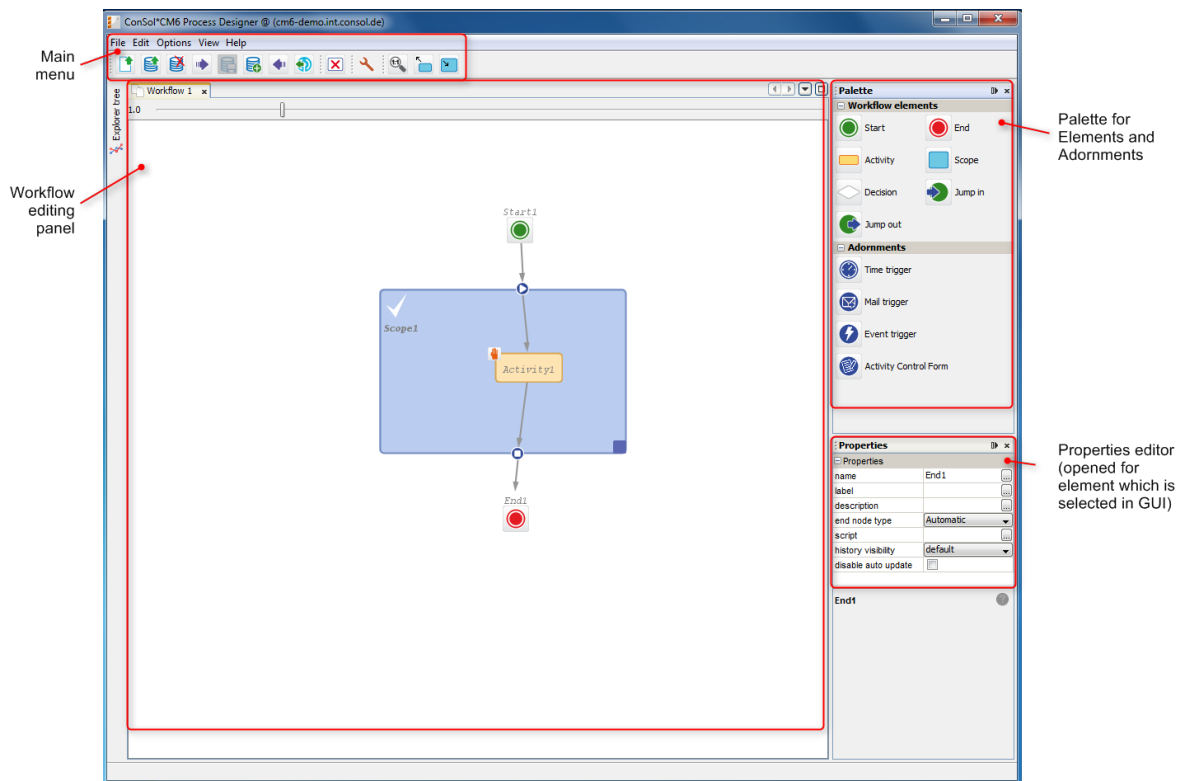 ConSol*CM6 Process Designer @ (cm6-demo.int.consol.de)
File Edit Options View Help
Main
menu
Workflow 1
1.0
Explorer tree
Workflow
editing
panel
Start1
Scope1
Activity1
End1
Palette
Workflow elements
Start
End
Activity
Scope
Decision
Jump in
Jump out
Adornments
Time trigger
Mail trigger
Event trigger
Activity Control Form
Palette for
Elements and
Adornments
Properties
Properties
name End1 ...
label ...
description ...
end node type Automatic
script ...
history visibility default
disable auto update
End1
Properties editor
(opened for
element which is
selected in GUI)